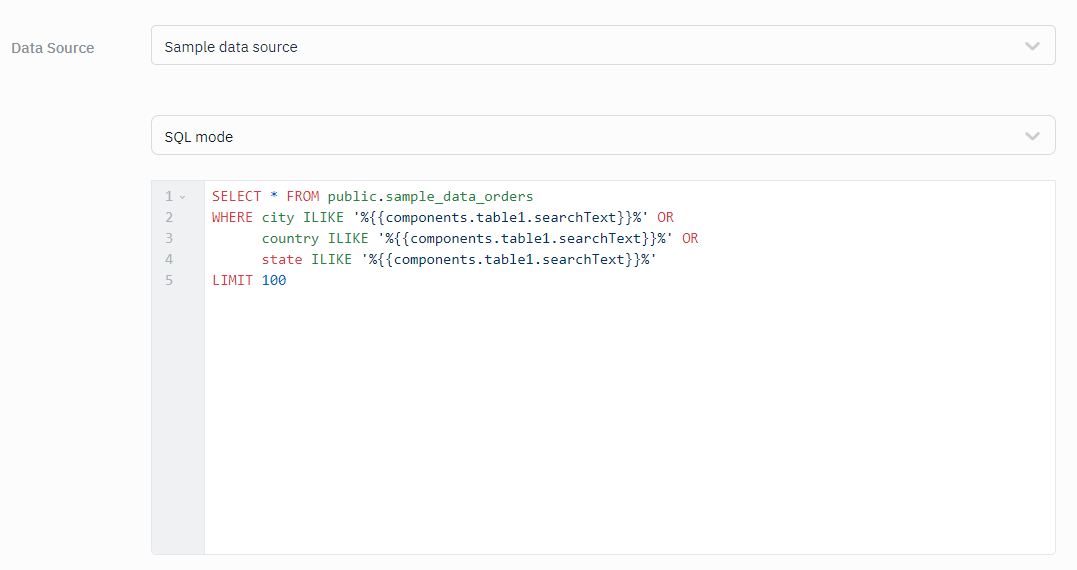 Data Source
Sample data source
SQL mode
1 SELECT * FROM public.sample_data_orders
2 WHERE city ILIKE '%{{components.table1.searchText}}%' OR
3 country ILIKE '%{{components.table1.searchText}}%' OR
4 state ILIKE '%{{components.table1.searchText}}%'
5 LIMIT 100